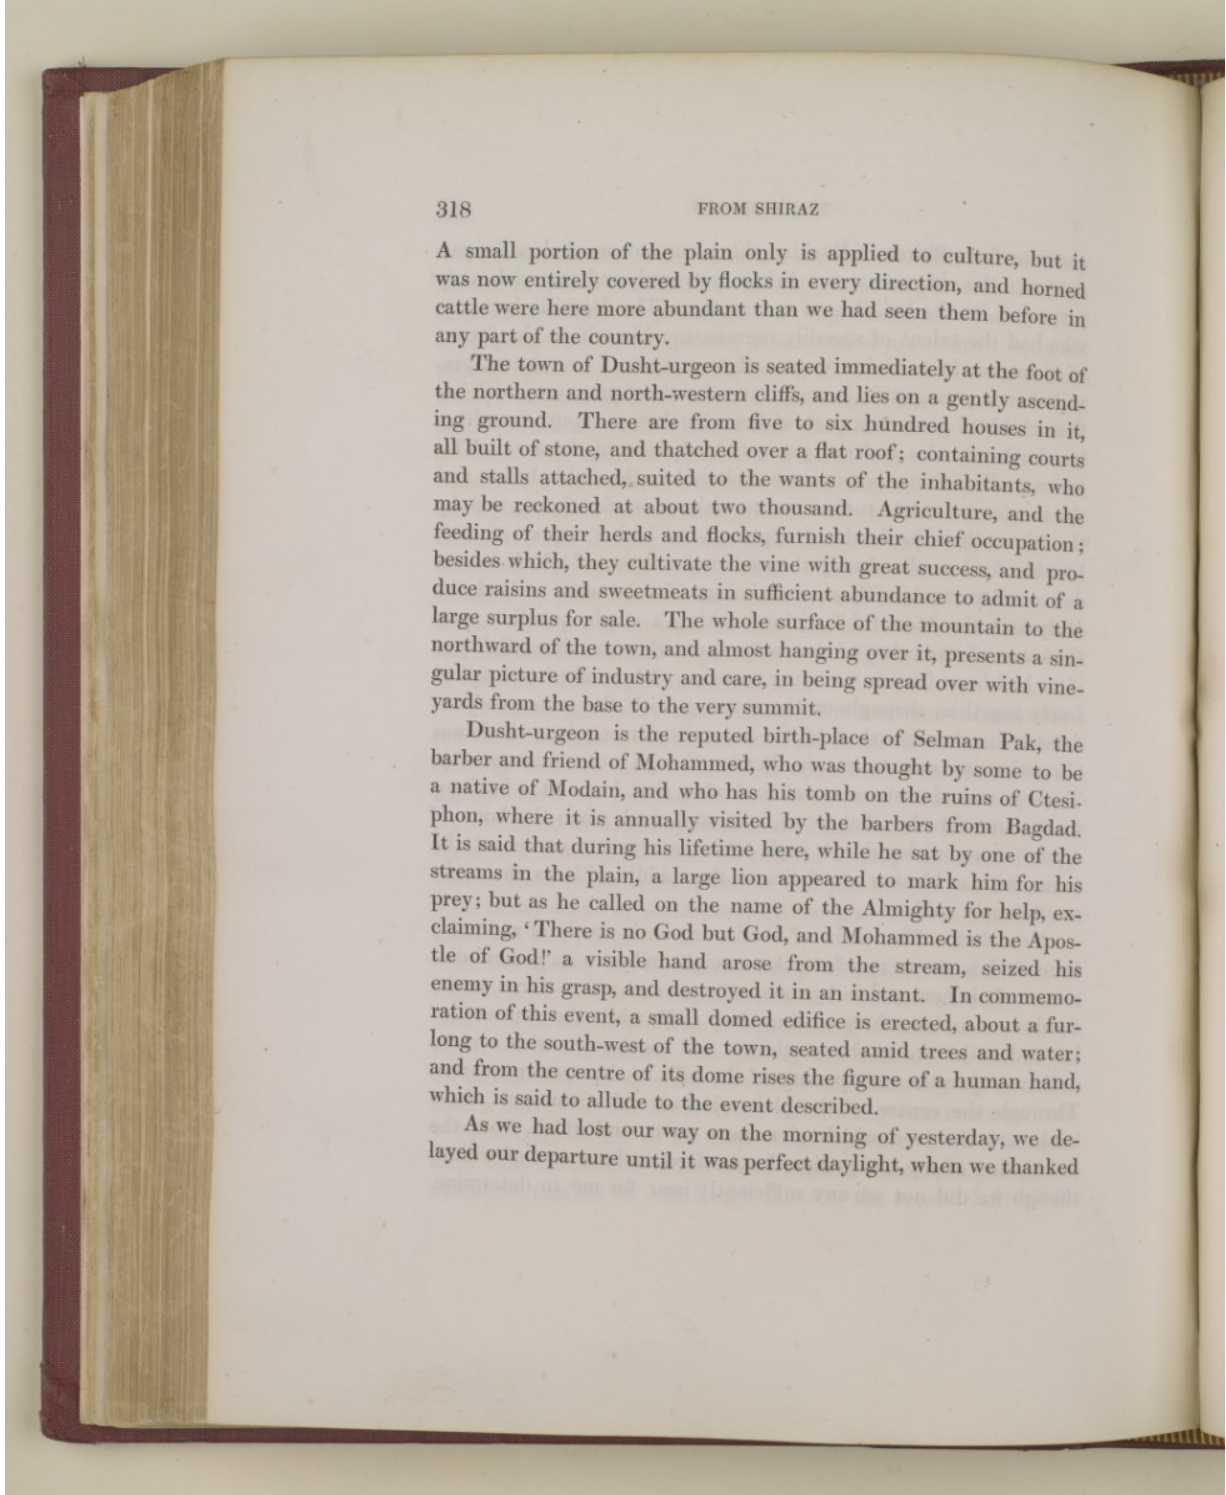 318
FROM SHIRAZ
A small portion of the plain only is applied to culture, but it
was now entirely covered by flocks in every direction, and horned
cattle were here more abundant than we had seen them before in
any part of the country.
The town of Dusht-urgeon is seated immediately at the foot of
the northern and north-western cliffs, and lies on a gently ascend-
ing ground. There are from five to six hundred houses in it,
all built of stone, and thatched over a flat roof; containing courts
and stalls attached, suited to the wants of the inhabitants, who
may be reckoned at about two thousand. Agriculture, and the
feeding of their herds and flocks, furnish their chief occupation;
besides which, they cultivate the vine with great success, and pro-
duce raisins and sweetmeats in sufficient abundance to admit of a
large surplus for sale. The whole surface of the mountain to the
northward of the town, and almost hanging over it, presents a sin-
gular picture of industry and care, in being spread over with vine-
yards from the base to the very summit.
Dusht-urgeon is the reputed birth-place of Selman Pak, the
barber and friend of Mohammed, who was thought by some to be
a native of Modain, and who has his tomb on the ruins of Ctesi-
phon, where it is annually visited by the barbers from Bagdad.
It is said that during his lifetime here, while he sat by one of the
streams in the plain, a large lion appeared to mark him for his
prey; but as he called on the name of the Almighty for help, ex-
claiming, ‘There is no God but God, and Mohammed is the Apos-
tle of God!’ a visible hand arose from the stream, seized his
enemy in his grasp, and destroyed it in an instant. In commemo-
ration of this event, a small domed edifice is erected, about a fur-
long to the south-west of the town, seated amid trees and water;
and from the centre of its dome rises the figure of a human hand,
which is said to allude to the event described.
As we had lost our way on the morning of yesterday, we de-
layed our departure until it was perfect daylight, when we thanked